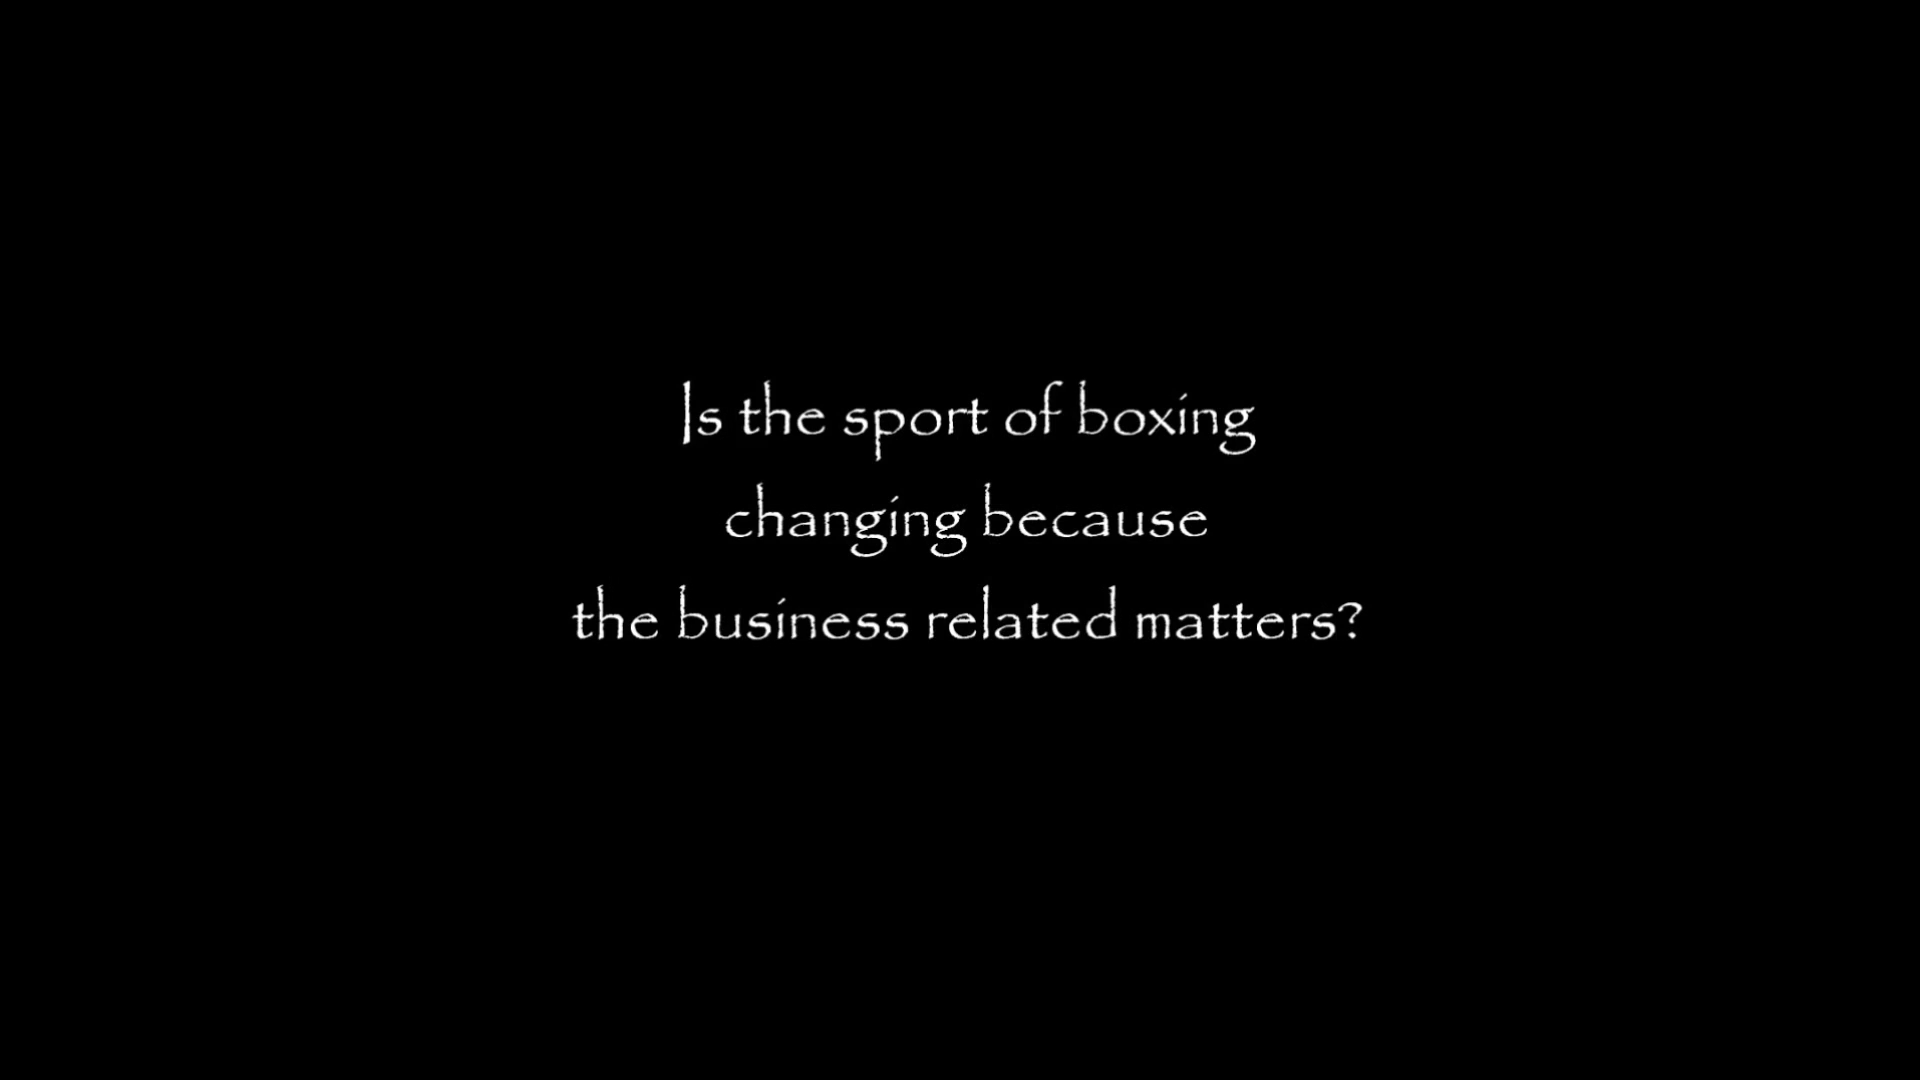 Is the sport of boxing
changing because
the business related matters?